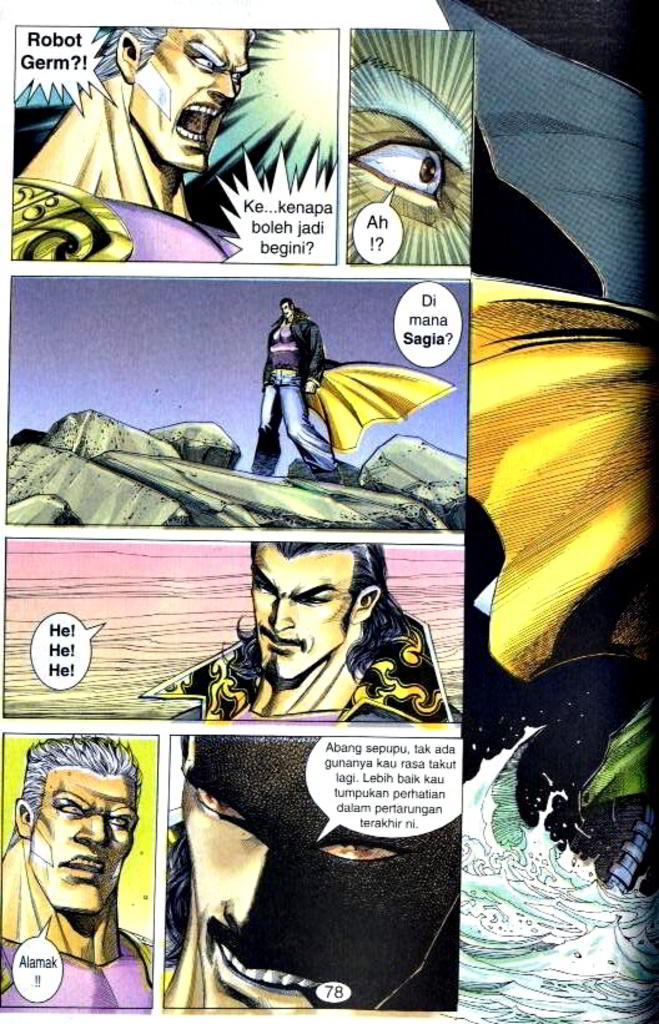 Robot
Germ?!
Ke...kenapa
boleh jadi
begini?
Ah
!?
Di
mana
Sagia?
He!
He!
He!
Alamak
!!
Abang sepupu, tak ada
gunanya kau rasa takut
lagi. Lebih baik kau
tumpukan perhatian
dalam pertarungan
terakhir ni.
78